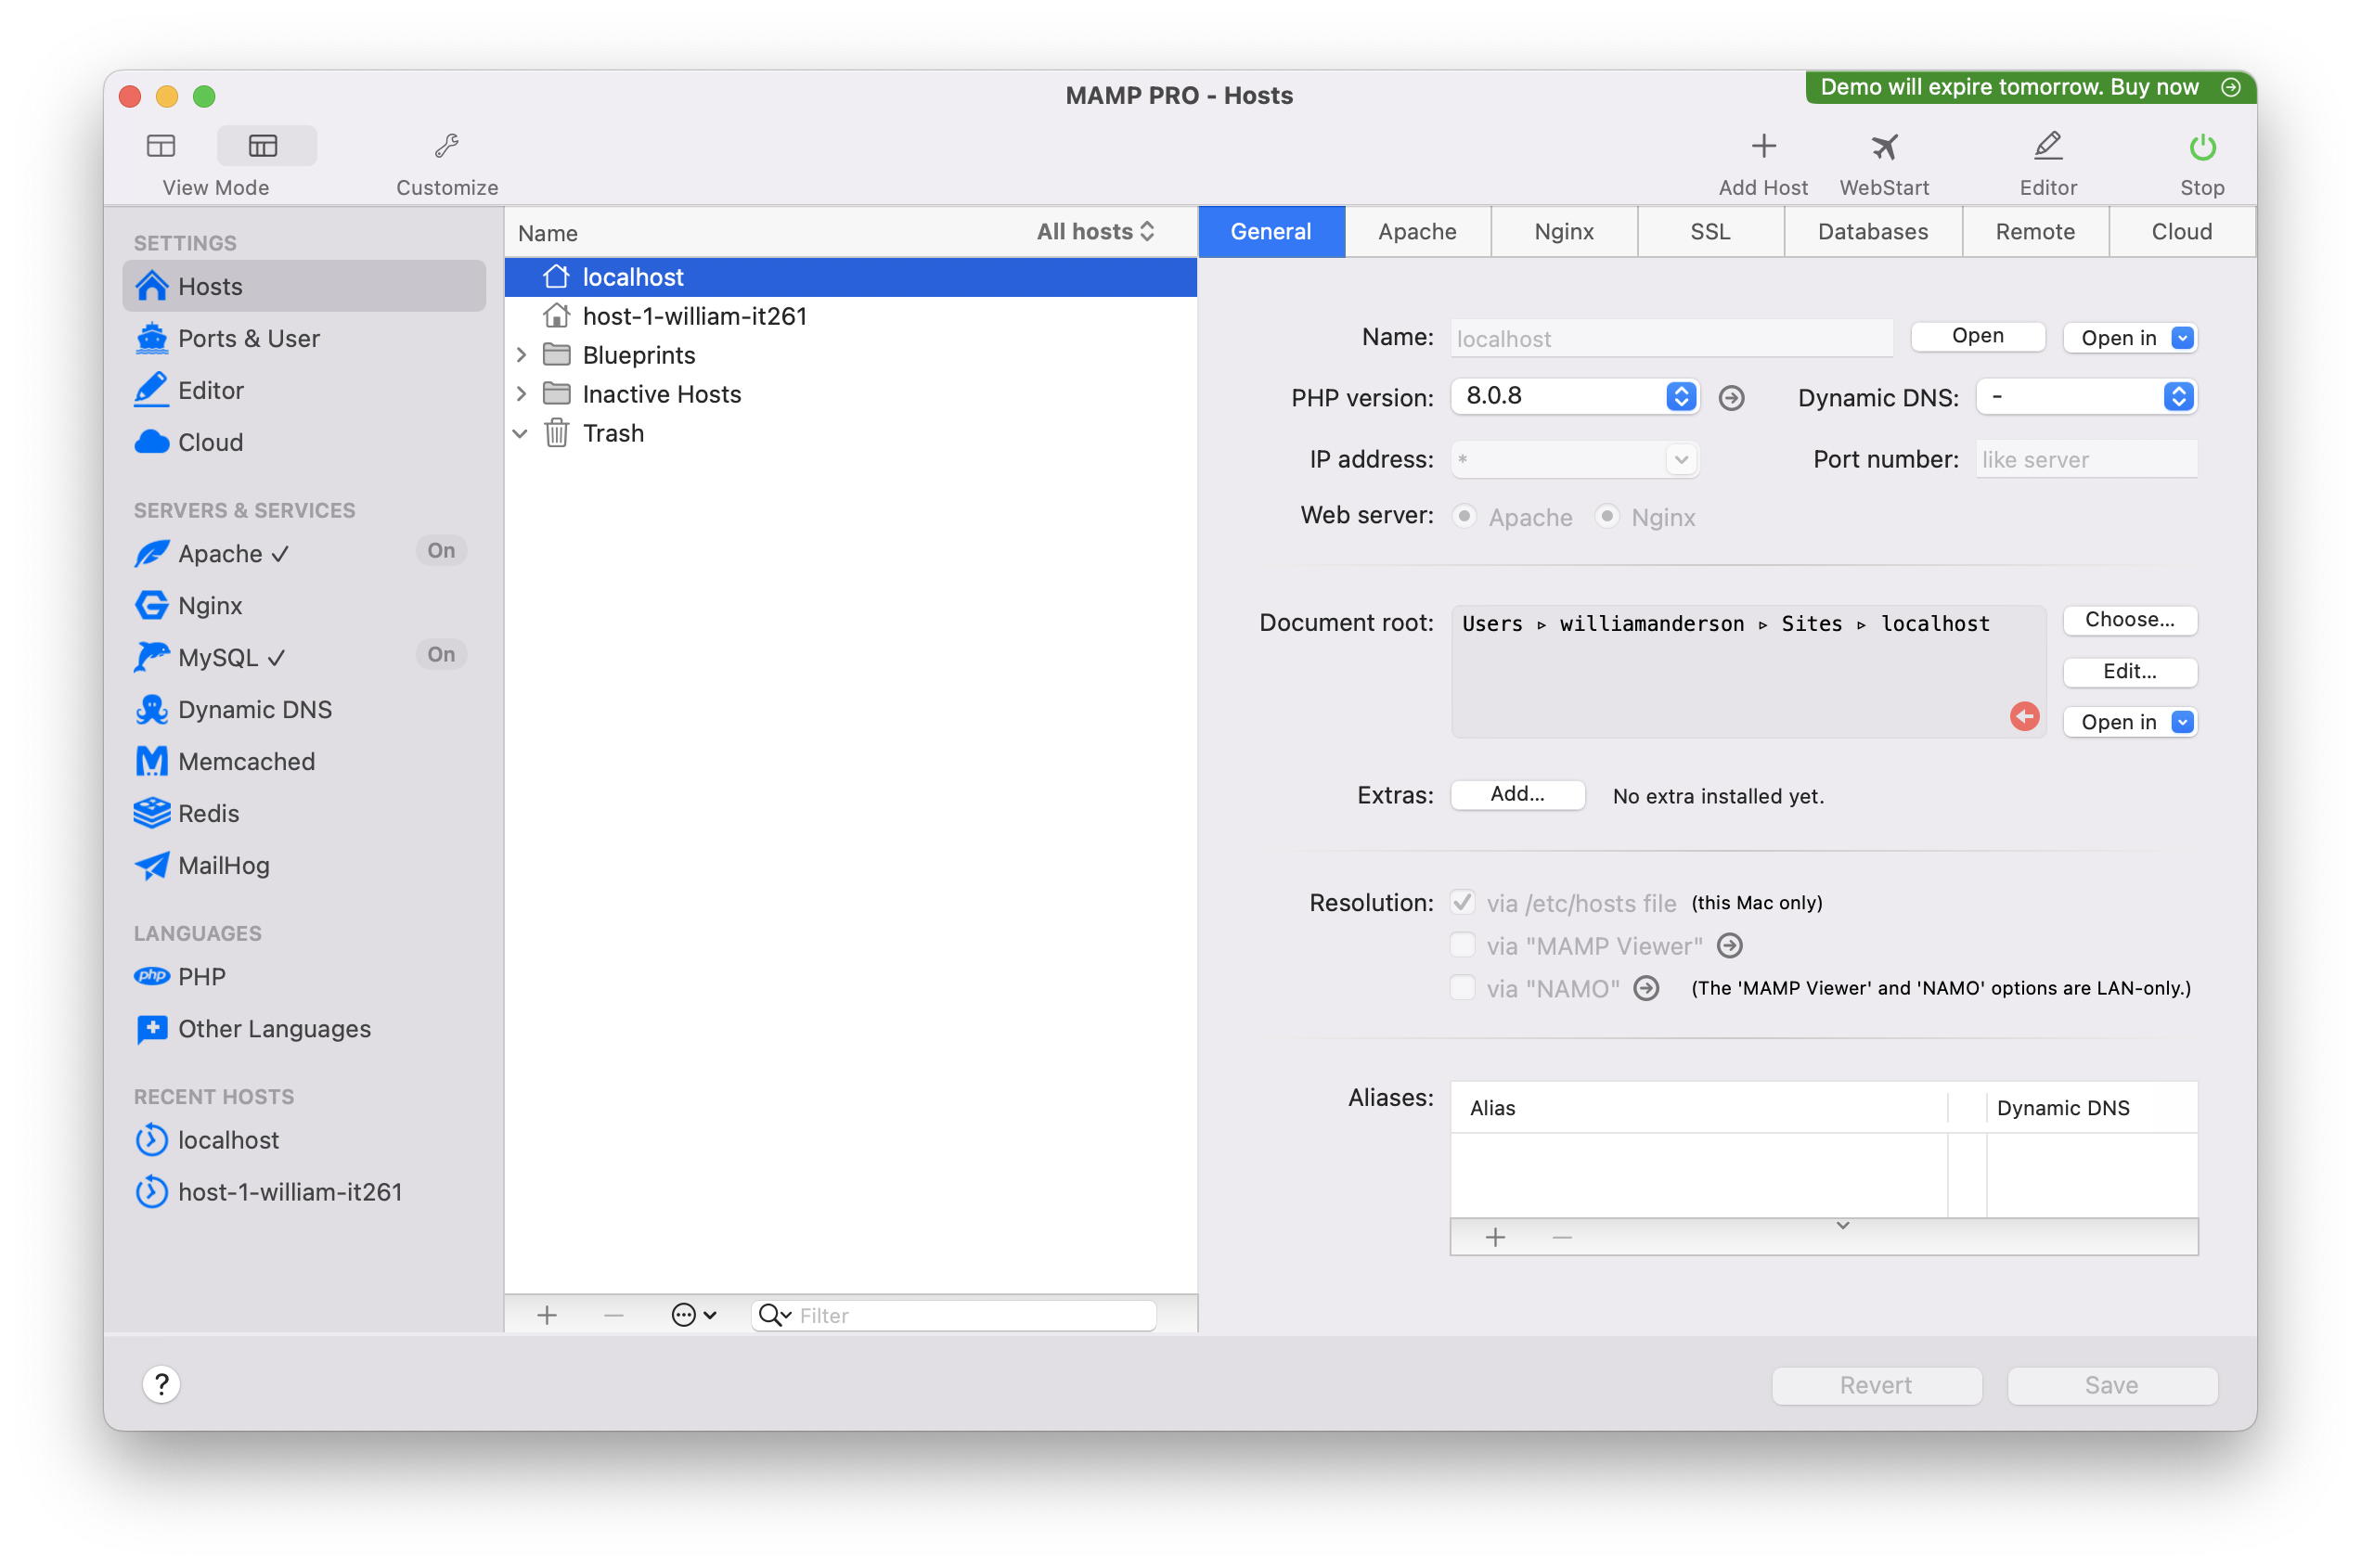 MAMP PRO - Hosts
Demo will expire tomorrow. Buy now
View Mode
Customize
Add Host
WebStart
Editor
Stop
SETTINGS
Hosts
Ports & User
Editor
Cloud
SERVERS & SERVICES
Apache ✓ On
Nginx
MySQL ✓ On
Dynamic DNS
Memcached
Redis
MailHog
LANGUAGES
php PHP
Other Languages
RECENT HOSTS
localhost
host-1-william-it261
Name All hosts
localhost
host-1-william-it261
Blueprints
Inactive Hosts
Trash
Filter
General Apache Nginx SSL Databases Remote Cloud
Name: localhost Open Open in
PHP version: 8.0.8 Dynamic DNS: -
IP address: * Port number: like server
Web server: Apache Nginx
Document root: Users ▹ williamanderson ▹ Sites ▹ localhost Choose...
Edit...
Open in
Extras: Add... No extra installed yet.
Resolution: via /etc/hosts file (this Mac only)
via "MAMP Viewer"
via "NAMO" (The 'MAMP Viewer' and 'NAMO' options are LAN-only.)
Aliases: Alias Dynamic DNS
?
Revert
Save